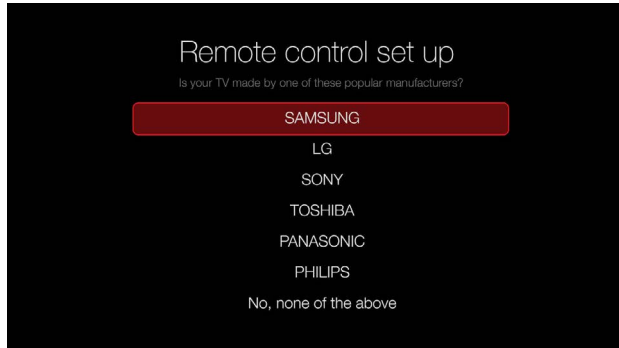 Remote control set up
Is your TV made by one of these popular manufacturers?
SAMSUNG
LG
SONY
TOSHIBA
PANASONIC
PHILIPS
No, none of the above